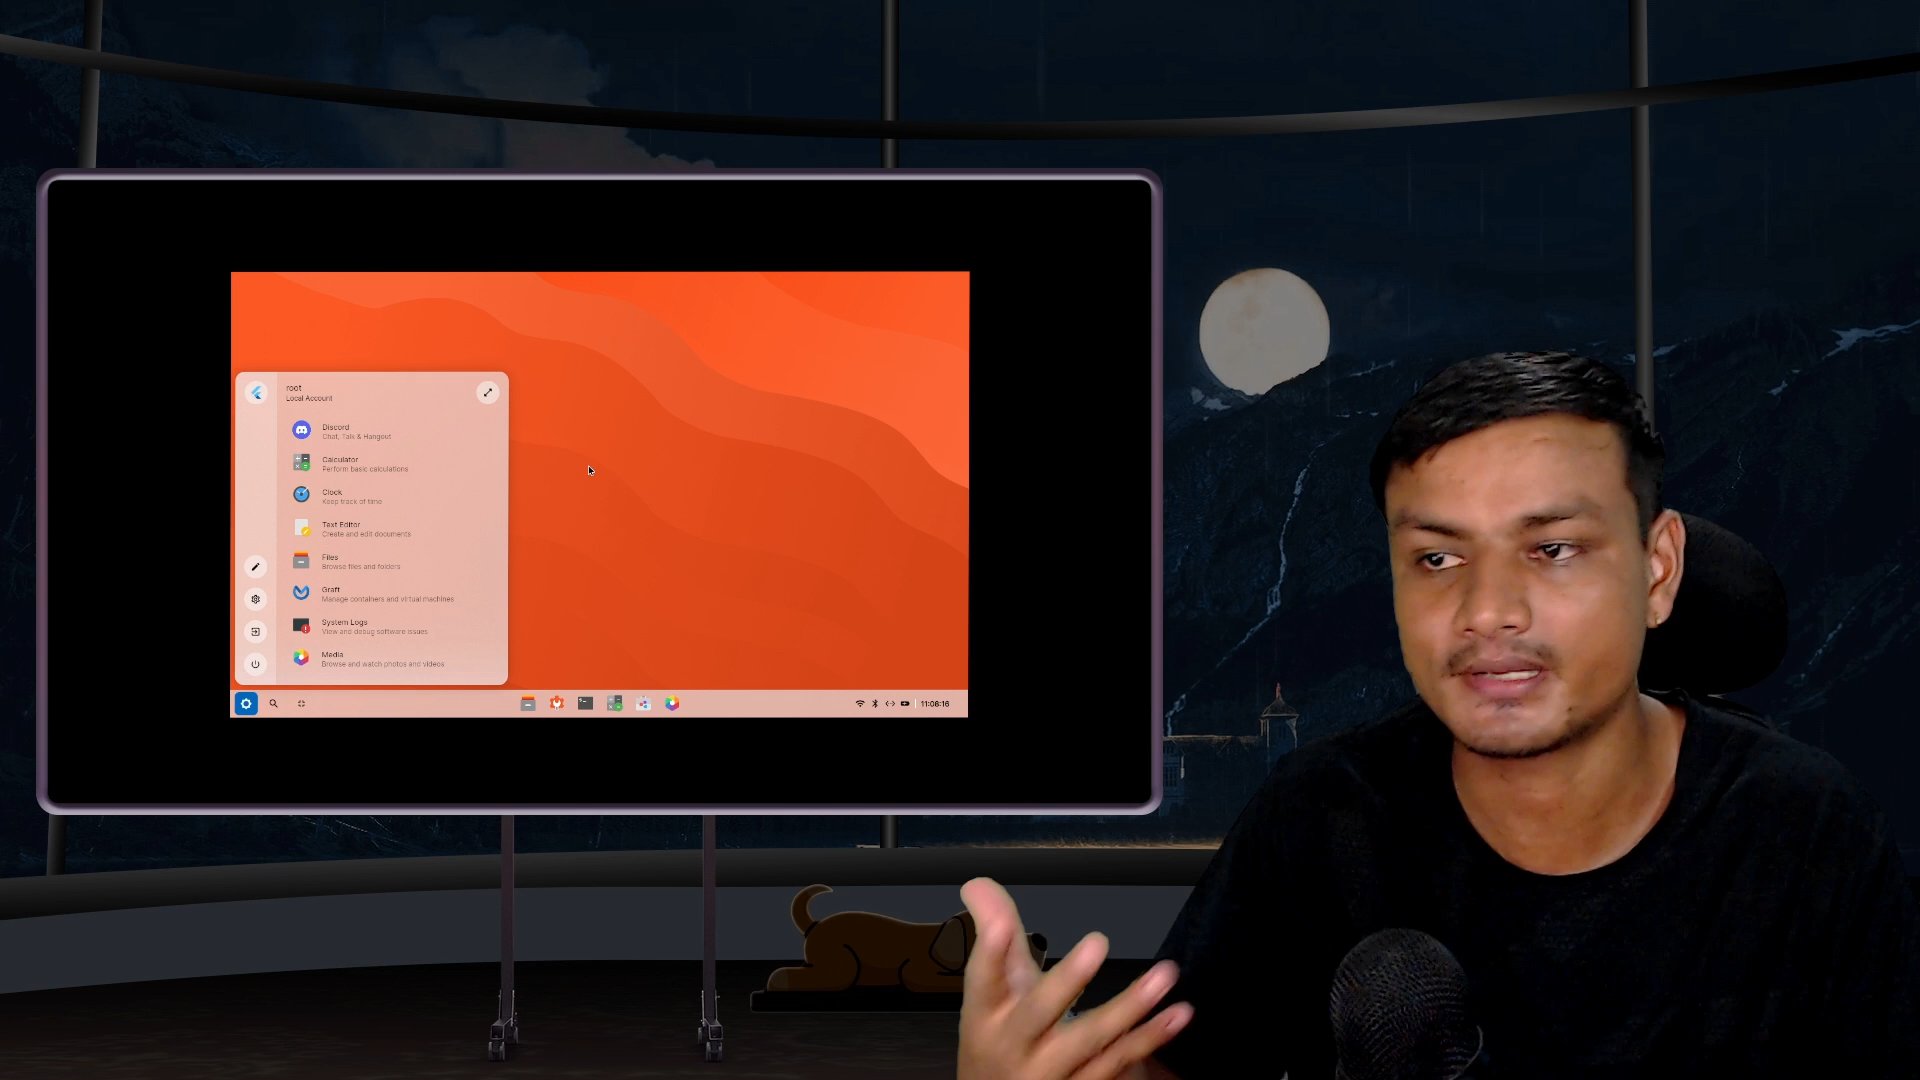 root
Local Account
Discord
Chat, Talk & Hangout
Calculator
Perform basic calculations
Clock
Keep track of time
Text Editor
Create and edit documents
Files
Browse files and folders
Graft
Manage containers and virtual machines
System Logs
View and debug software issues
Media
Browse and watch photos and videos
11:08:16